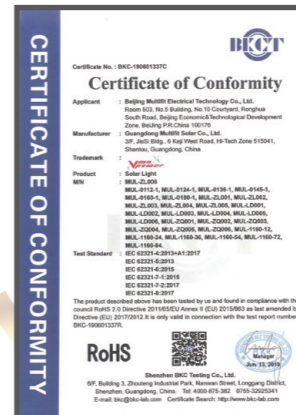 CERTIFICATE OF CONFORMITY
BKCT
Certificate No. : BKC-190601337C
Certificate of Conformity
Applicant : Beijing Multifit Electrical Technology Co., Ltd.
Room 503, No.5 Building, No.10 Courtyard, Ronghua
South Road, Beijing Economic&Technological Development
Zone, Beijing P.R.China 100176
Manufacturer : Guangdong Multifit Solar Co., Ltd.
3/F, JieSi Bldg., 6 Keji West Road, Hi-Tech Zone 515041,
Shantou, Guangdong, China
Trademark :
Product : Solar Light
M/N : MUL-ZL006
MUL-0112-1, MUL-0124-1, MUL-0136-1, MUL-0145-1,
MUL-0160-1, MUL-0190-1, MUL-ZL001, MUL-ZL002,
MUL-ZL003, MUL-ZL004, MUL-ZL005, MUL-LD001,
MUL-LD002, MUL-LD003, MUL-LD004, MUL-LD005,
MUL-LD006, MUL-ZQ001, MUL-ZQ002, MUL-ZQ003,
MUL-ZQ004, MUL-ZQ005, MUL-ZQ006, MUL-1160-12,
MUL-1160-24, MUL-1160-36, MUL-1160-54, MUL-1160-72,
MUL-1160-84.
Test Standard : IEC 62321-4:2013+A1:2017
IEC 62321-5:2013
IEC 62321-6:2015
IEC 62321-7-1:2015
IEC 62321-7-2:2017
IEC 62321-8:2017
The product described above has been tested by us and found in compliance with the
council RoHS 2.0 Directive 2011/65/EU Annex II (EU) 2015/863 as last amended by
Directive (EU) 2017/2012.It is only valid in connection with the test report number:
BKC-190601337R.
RoHS
Manager
Jun. 13, 2019
Shenzhen BKC Testing Co., Ltd.
6/F, Building 3, Zhouteng Industrial Park, Nanwan Street, Longgang District,
Shenzhen, Guangdong, China Tel: 4300-875-382 0755-32925341
E-mail: bkc@bkc-lab.com Certificate Search: http://www.bkc-lab.com